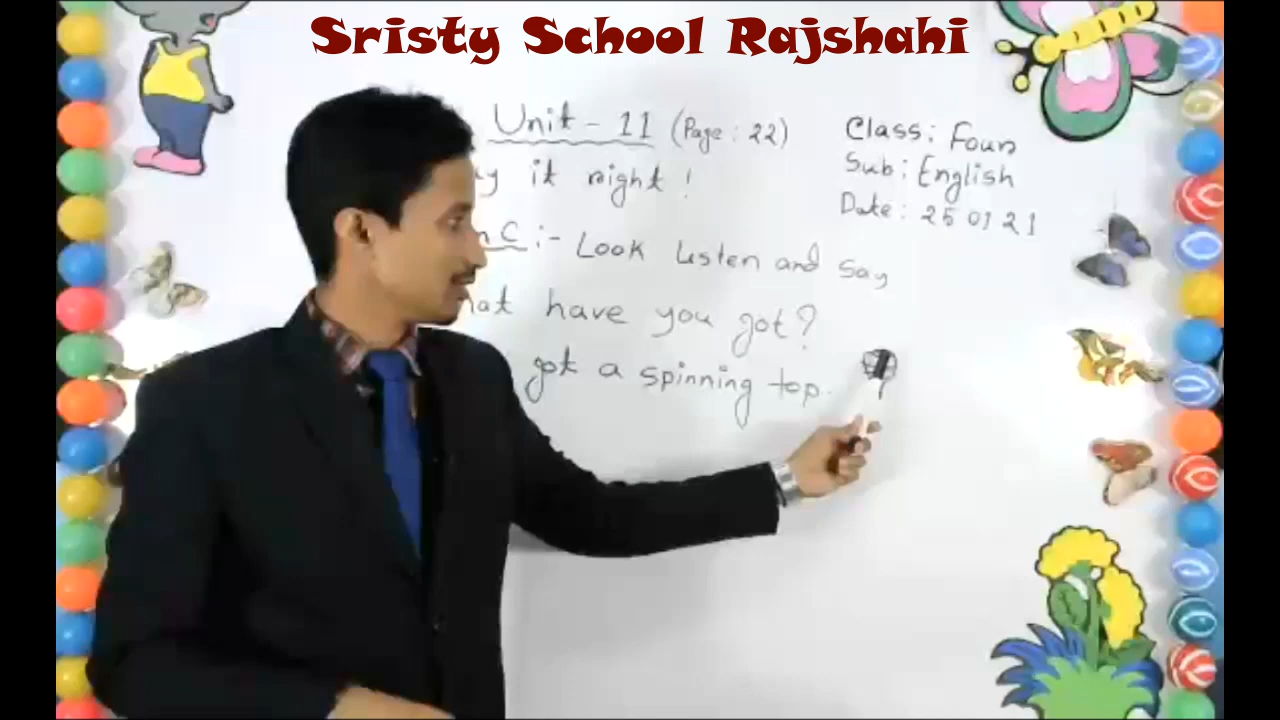 Sristy School Rajshahi
Unit - 11 (Page : 22)
it right !
C :- Look Listen and Say
have you got?
got a spinning top.
Class : Four
Sub : English
Date : 25 01 21